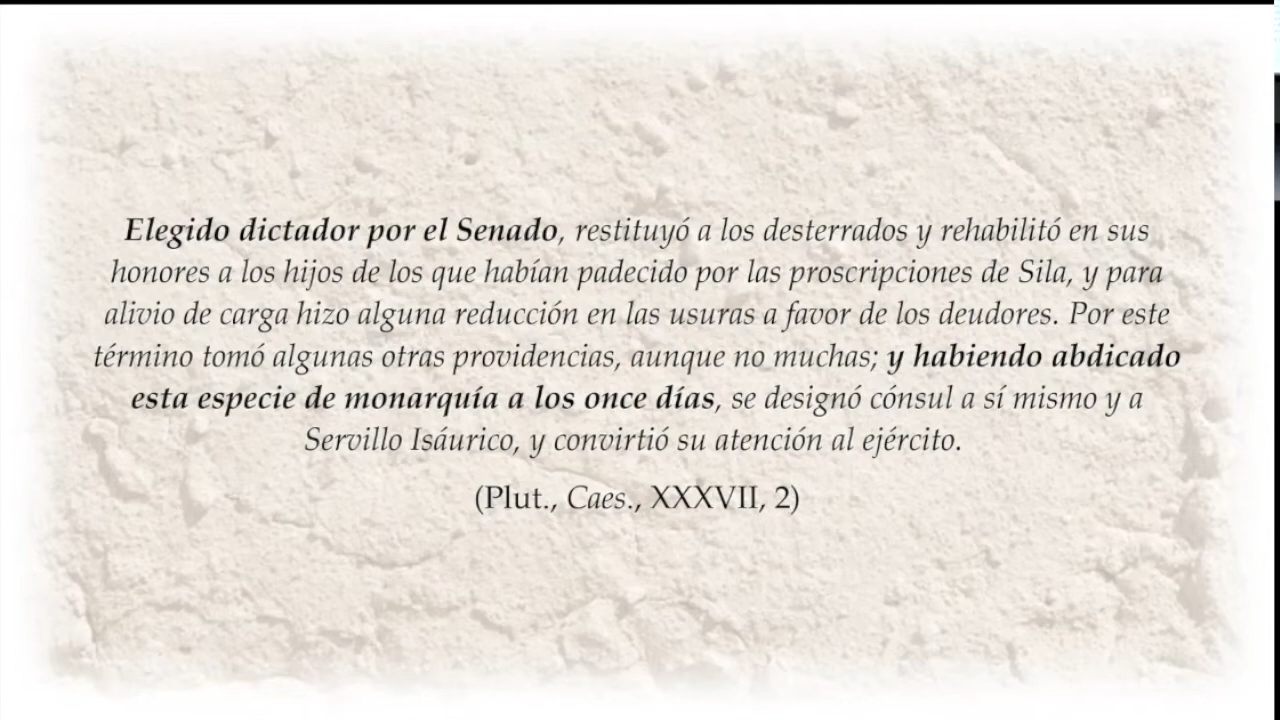 Elegido dictador por el Senado, restituyó a los desterrados y rehabilitó en sus
honores a los hijos de los que habían padecido por las proscripciones de Sila, y para
alivio de carga hizo alguna reducción en las usuras a favor de los deudores. Por este
término tomó algunas otras providencias, aunque no muchas; y habiendo abdicado
esta especie de monarquía a los once días, se designó cónsul a sí mismo y a
Servillo Isáurico, y convirtió su atención al ejército.
(Plut., Caes., XXXVII, 2)